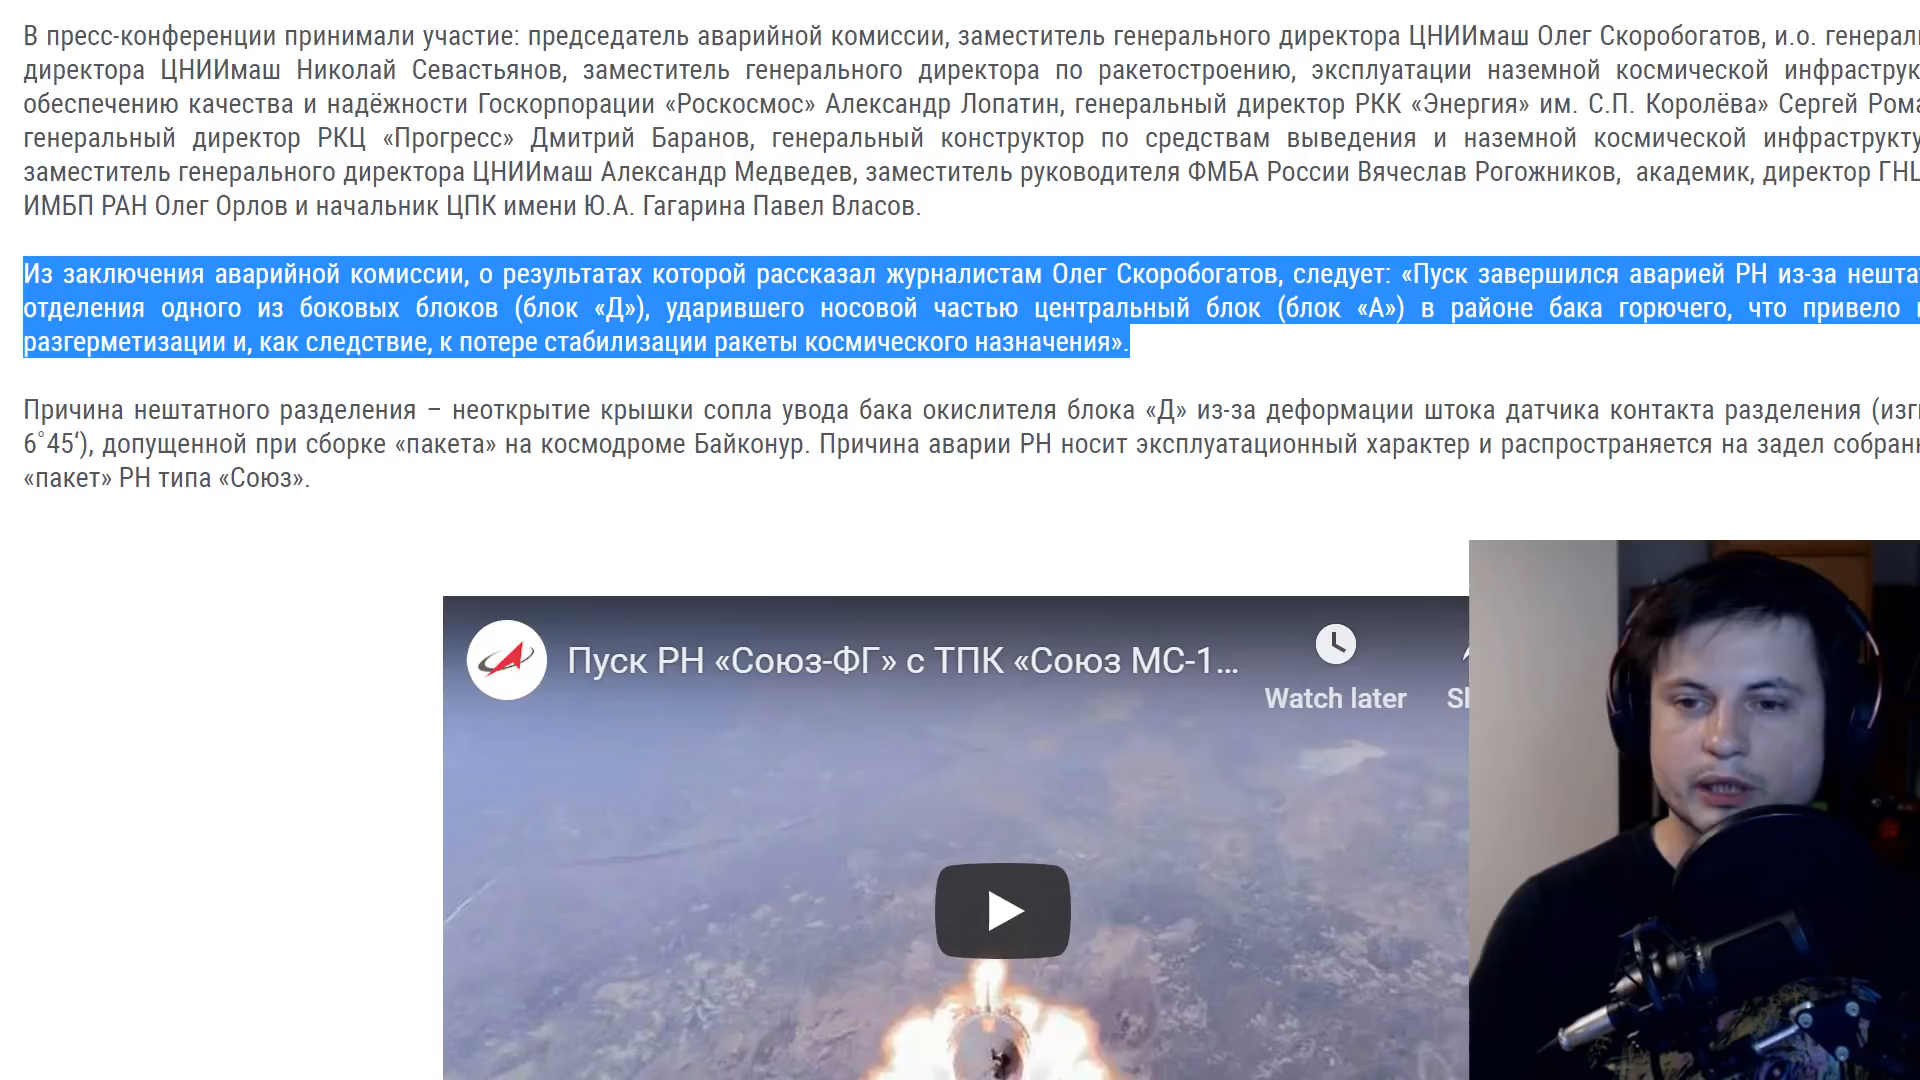 В пресс-конференции принимали участие: председатель аварийной комиссии, заместитель генерального директора ЦНИИмаш Олег Скоробогатов, и.о.
директора ЦНИИмаш Николай Севастьянов, заместитель генерального директора по ракетостроению, эксплуатации наземной космической
обеспечению качества и надёжности Госкорпорации «Роскосмос» Александр Лопатин, генеральный директор РКК «Энергия» им. С.П. Королёва» Сергей
генеральный директор РКЦ «Прогресс» Дмитрий Баранов, генеральный конструктор по средствам выведения и наземной космической
заместитель генерального директора ЦНИИмаш Александр Медведев, заместитель руководителя ФМБА России Вячеслав Рогожников, академик, директор
ИМБП РАН Олег Орлов и начальник ЦПК имени Ю.А. Гагарина Павел Власов.
Из заключения аварийной комиссии, о результатах которой рассказал журналистам Олег Скоробогатов, следует: «Пуск завершился аварией РН из-за
отделения одного из боковых блоков (блок «Д»), ударившего носовой частью центральный блок (блок «А») в районе бака горючего, что привело
разгерметизации и, как следствие, к потере стабилизации ракеты космического назначения».
Причина нештатного разделения – неоткрытие крышки сопла увода бака окислителя блока «Д» из-за деформации штока датчика контакта разделения
6˚45‘), допущенной при сборке «пакета» на космодроме Байконур. Причина аварии РН носит эксплуатационный характер и распространяется на задел
«пакет» РН типа «Союз».
Пуск РН «Союз-ФГ» с ТПК «Союз МС-1...
Watch later